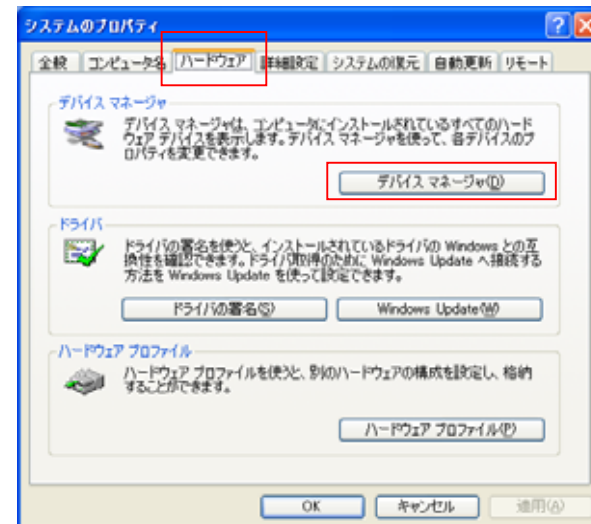 システムのプロパティ
全般 コンピュータ名 ハードウェア 詳細設定 システムの復元 自動更新 リモート
デバイス マネージャ
デバイス マネージャは、コンピュータにインストールされているすべてのハード
ウェア デバイスを表示します。デバイス マネージャを使って、各デバイスのプ
ロパティを変更できます。
デバイス マネージャ(D)
ドライバ
ドライバの署名を使うと、インストールされているドライバの Windows との互
換性を確認できます。ドライバ取得のために Windows Update へ接続する
方法を Windows Update を使って設定できます。
ドライバの署名(S) Windows Update(W)
ハードウェア プロファイル
ハードウェア プロファイルを使うと、別のハードウェアの構成を設定し、格納
することができます。
ハードウェア プロファイル(P)
OK キャンセル 適用(A)